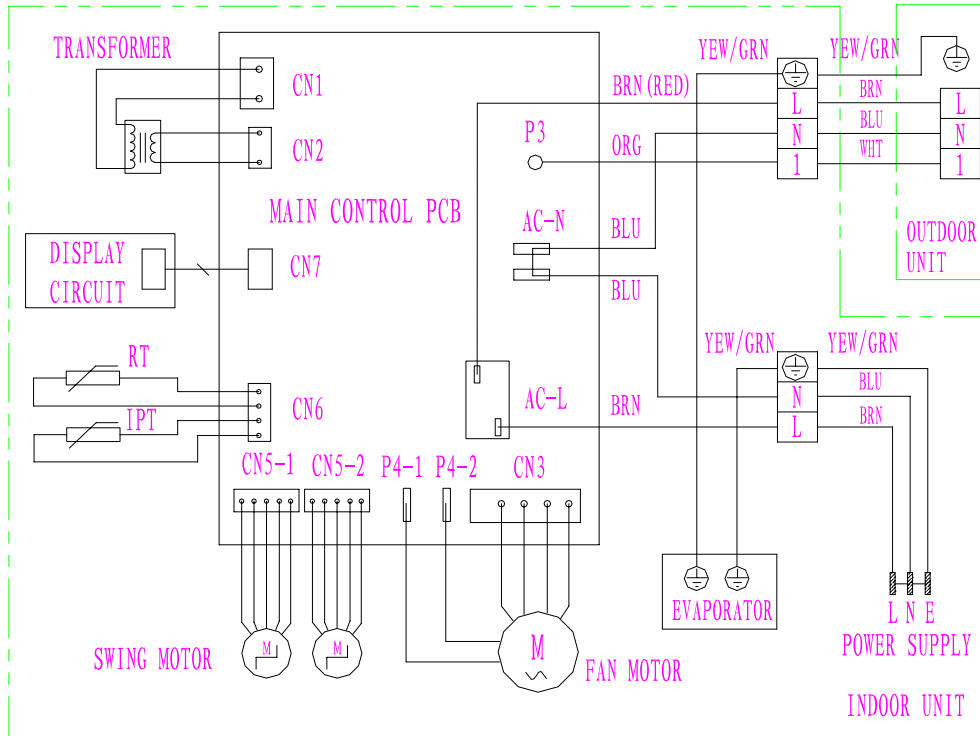 TRANSFORMER
CN1
CN2
MAIN CONTROL PCB
DISPLAY
CIRCUIT
CN7
RT
IPT
CN6
CN5-1
CN5-2
P4-1
P4-2
CN3
SWING MOTOR
M
M
M
FAN MOTOR
P3
AC-N
AC-L
YEW/GRN
YEW/GRN
BRN(RED)
L
BRN
L
N
BLU
N
ORG
1
WHT
1
BLU
BLU
OUTDOOR
UNIT
YEW/GRN
YEW/GRN
BLU
N
BRN
L
BRN
EVAPORATOR
L N E
POWER SUPPLY
INDOOR UNIT